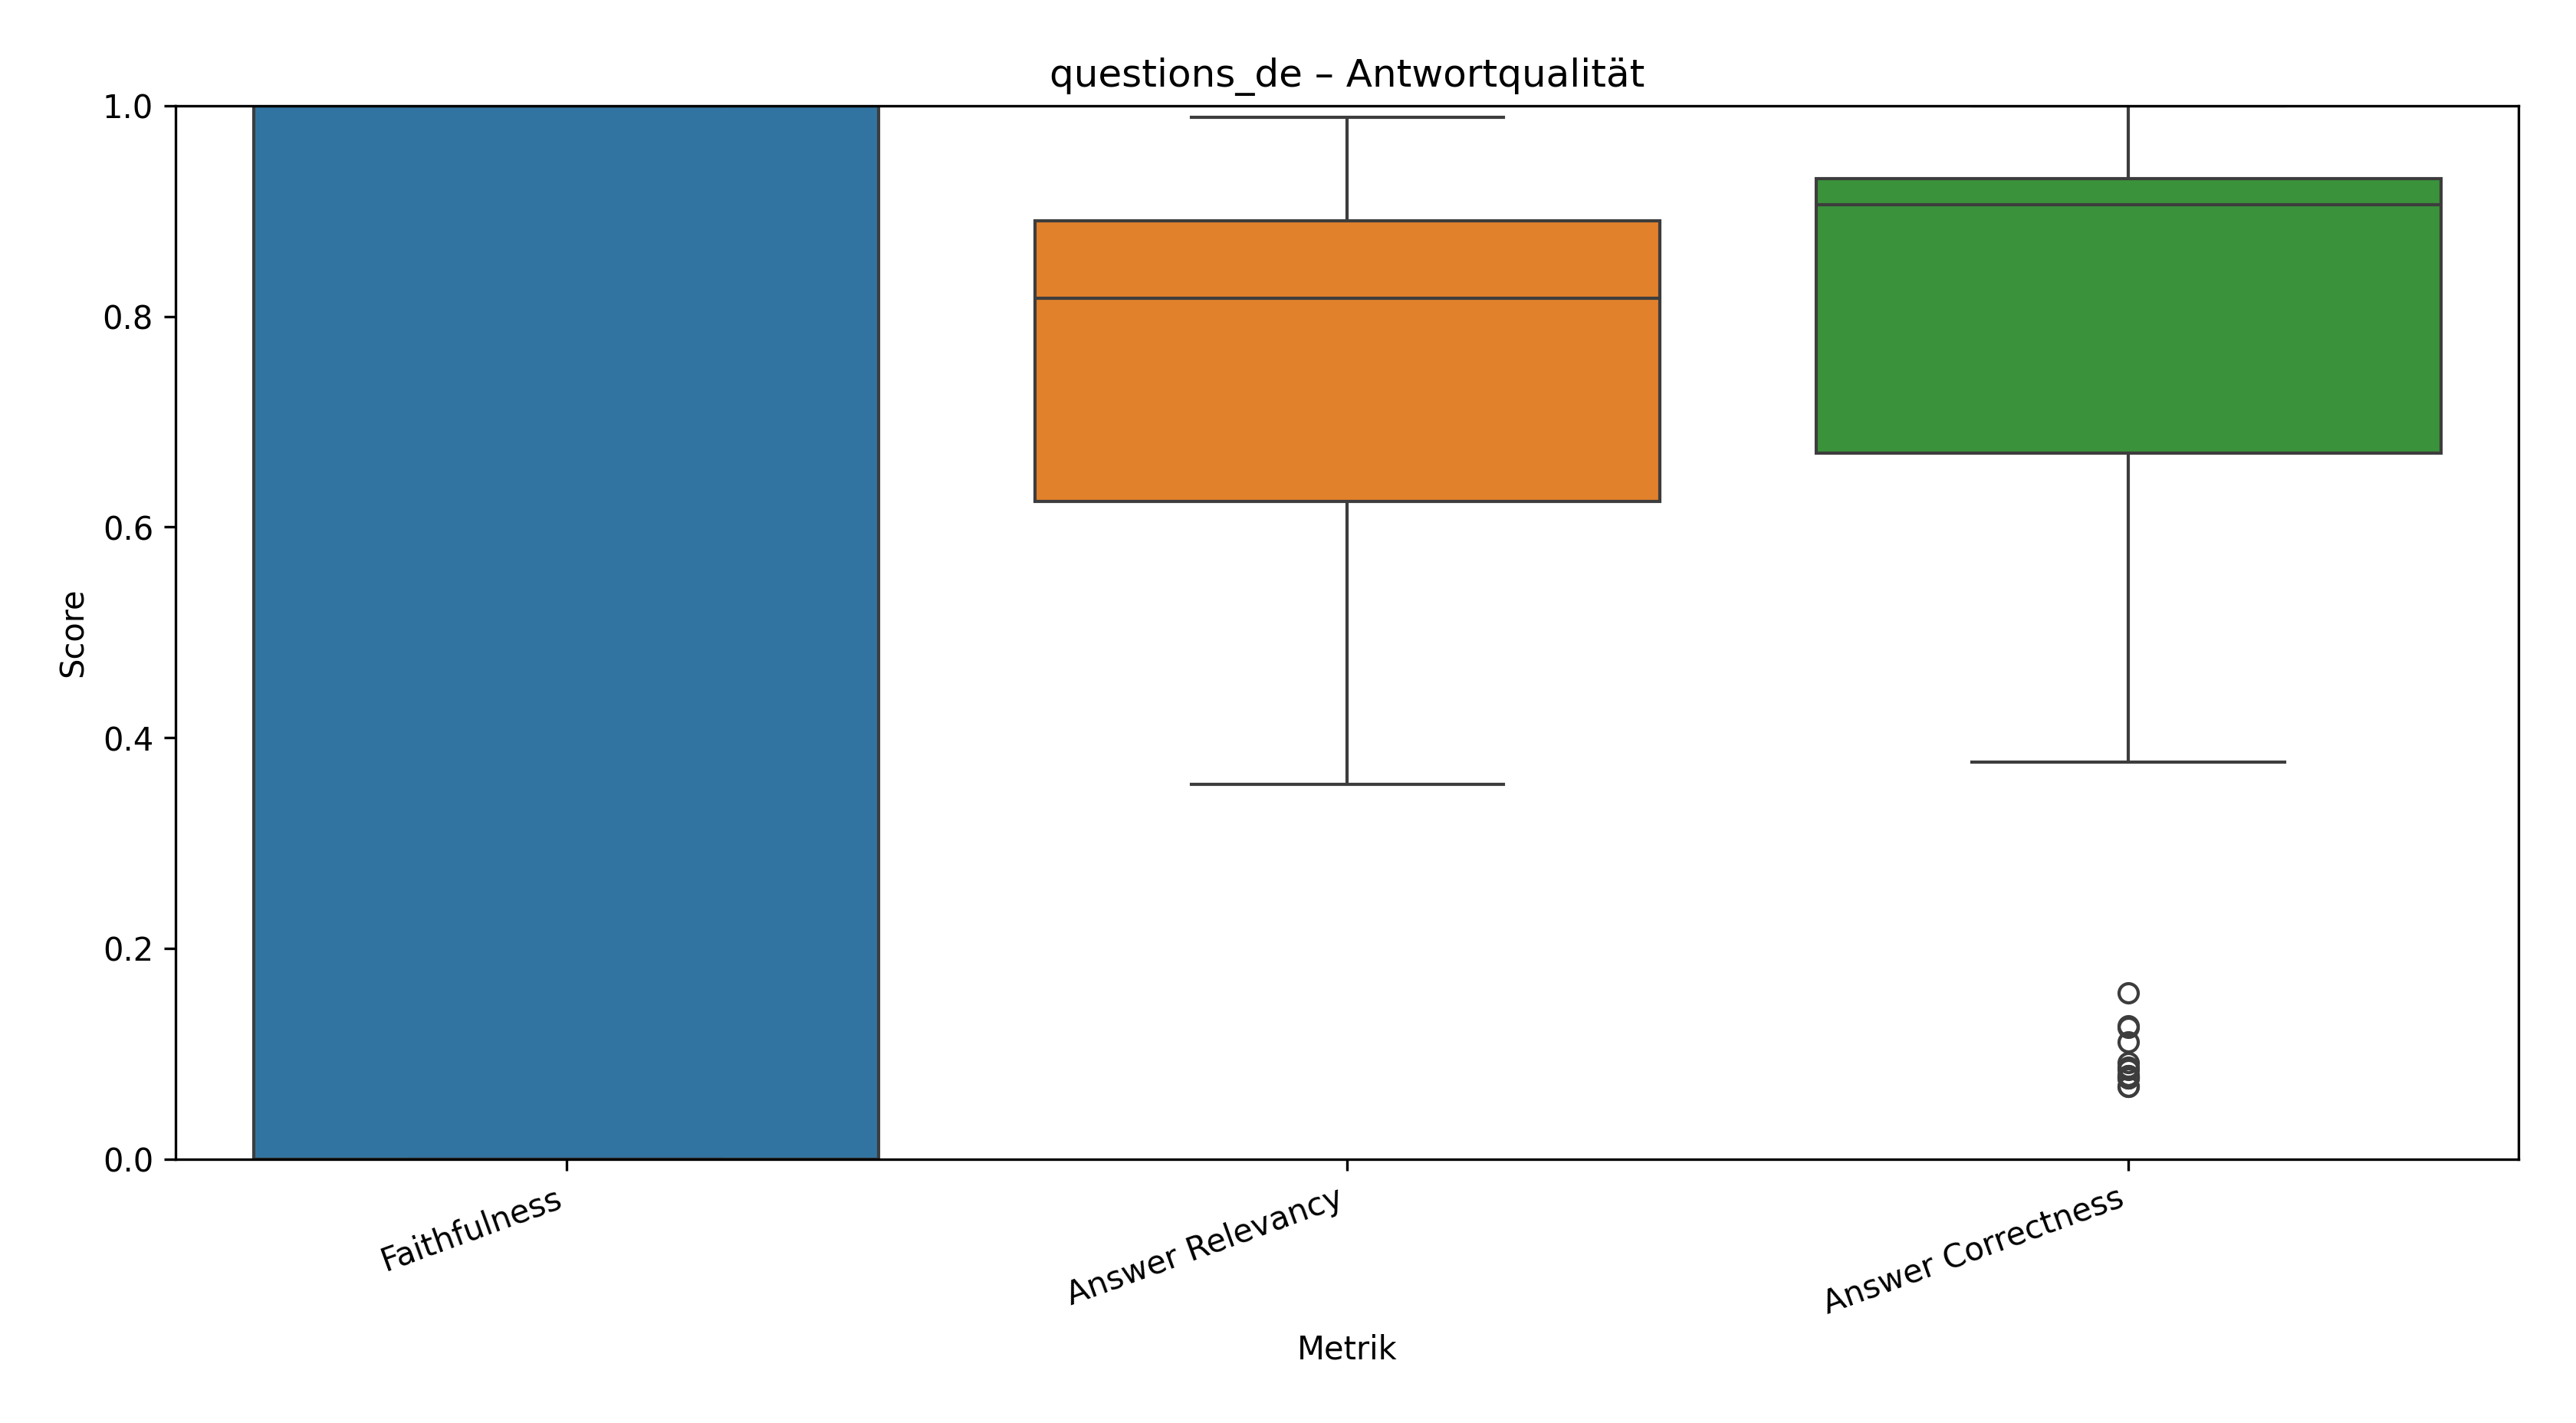 questions_de – Antwortqualität
1.0
0.8
0.6
0.4
0.2
0.0
Score
Faithfulness
Answer Relevancy
Answer Correctness
Metrik